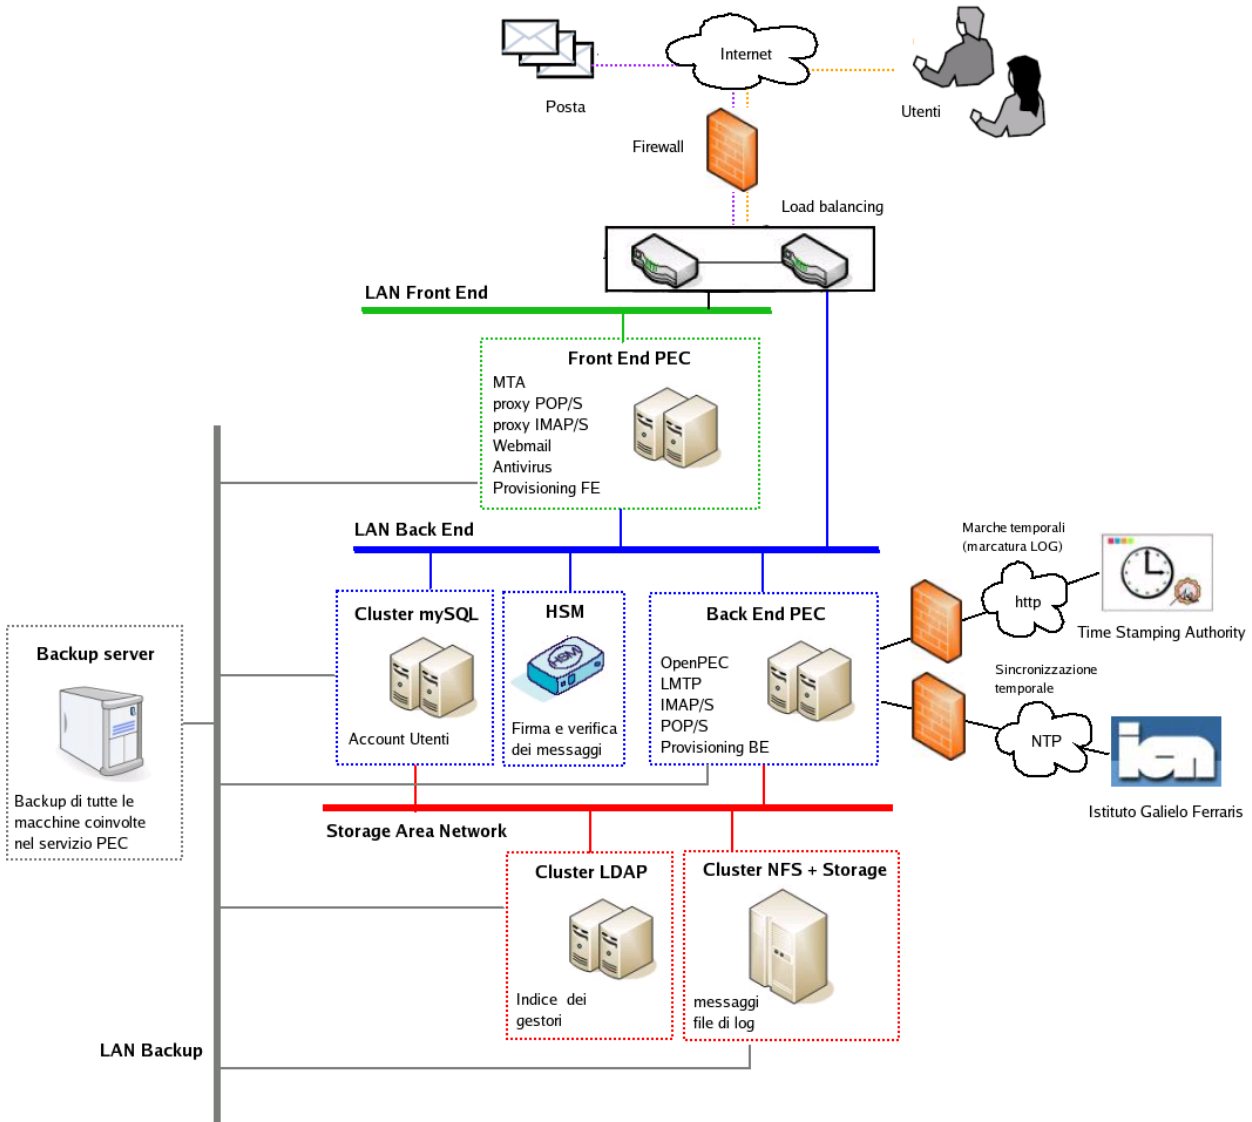 Internet
Posta
Utenti
Firewall
Load balancing
LAN Front End
Front End PEC
MTA
proxy POP/S
proxy IMAP/S
Webmail
Antivirus
Provisioning FE
LAN Back End
Marche temporali
(marcatura LOG)
http
Time Stamping Authority
Cluster mySQL
Account Utenti
HSM
HSM
Firma e verifica
dei messaggi
Back End PEC
OpenPEC
LMTP
IMAP/S
POP/S
Provisioning BE
Sincronizzazione
temporale
NTP
ien
Istituto Galielo Ferraris
Backup server
Backup di tutte le
macchine coinvolte
nel servizio PEC
Storage Area Network
Cluster LDAP
Indice dei
gestori
Cluster NFS + Storage
messaggi
file di log
LAN Backup